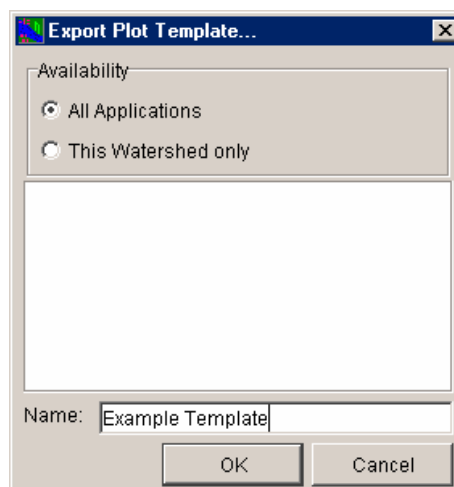 Export Plot Template...
Availability
All Applications
This Watershed only
Name: Example Template
OK Cancel